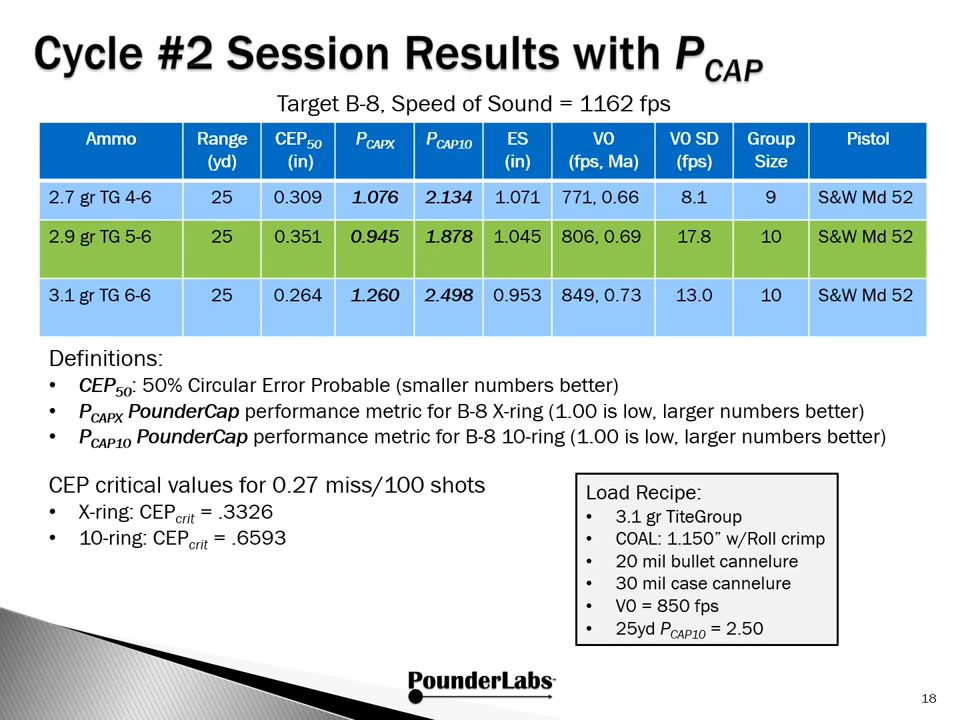 Cycle #2 Session Results with PCAP
Target B-8, Speed of Sound = 1162 fps
Ammo Range (yd) CEP50 (in) PCAPX PCAP10 ES (in) V0 (fps, Ma) V0 SD (fps) Group Size Pistol
2.7 gr TG 4-6 25 0.309 1.076 2.134 1.071 771, 0.66 8.1 9 S&W Md 52
2.9 gr TG 5-6 25 0.351 0.945 1.878 1.045 806, 0.69 17.8 10 S&W Md 52
3.1 gr TG 6-6 25 0.264 1.260 2.498 0.953 849, 0.73 13.0 10 S&W Md 52
Definitions:
• CEP50: 50% Circular Error Probable (smaller numbers better)
• PCAPX PounderCap performance metric for B-8 X-ring (1.00 is low, larger numbers better)
• PCAP10 PounderCap performance metric for B-8 10-ring (1.00 is low, larger numbers better)
CEP critical values for 0.27 miss/100 shots
• X-ring: CEPcrit = .3326
• 10-ring: CEPcrit = .6593
Load Recipe:
• 3.1 gr TiteGroup
• COAL: 1.150” w/Roll crimp
• 20 mil bullet cannelure
• 30 mil case cannelure
• V0 = 850 fps
• 25yd PCAP10 = 2.50
PounderLabs™
18